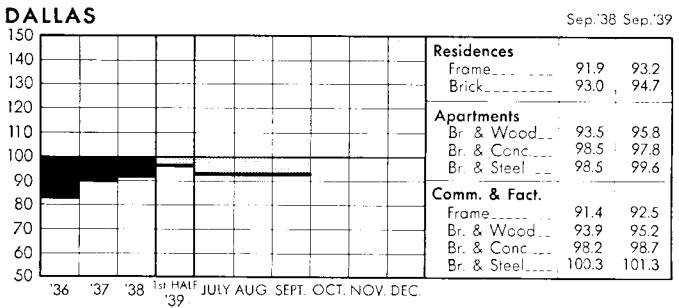 DALLAS
Sep.'38 Sep.'39
150
140
130
120
110
100
90
80
70
60
50
'36 '37 '38 1st HALF '39 JULY AUG. SEPT. OCT. NOV. DEC.
Residences
Frame 91.9 93.2
Brick 93.0 94.7
Apartments
Br. & Wood 93.5 95.8
Br. & Conc. 98.5 97.8
Br. & Steel 98.5 99.6
Comm. & Fact.
Frame 91.4 92.5
Br. & Wood 93.9 95.2
Br. & Conc. 98.2 98.7
Br. & Steel 100.3 101.3